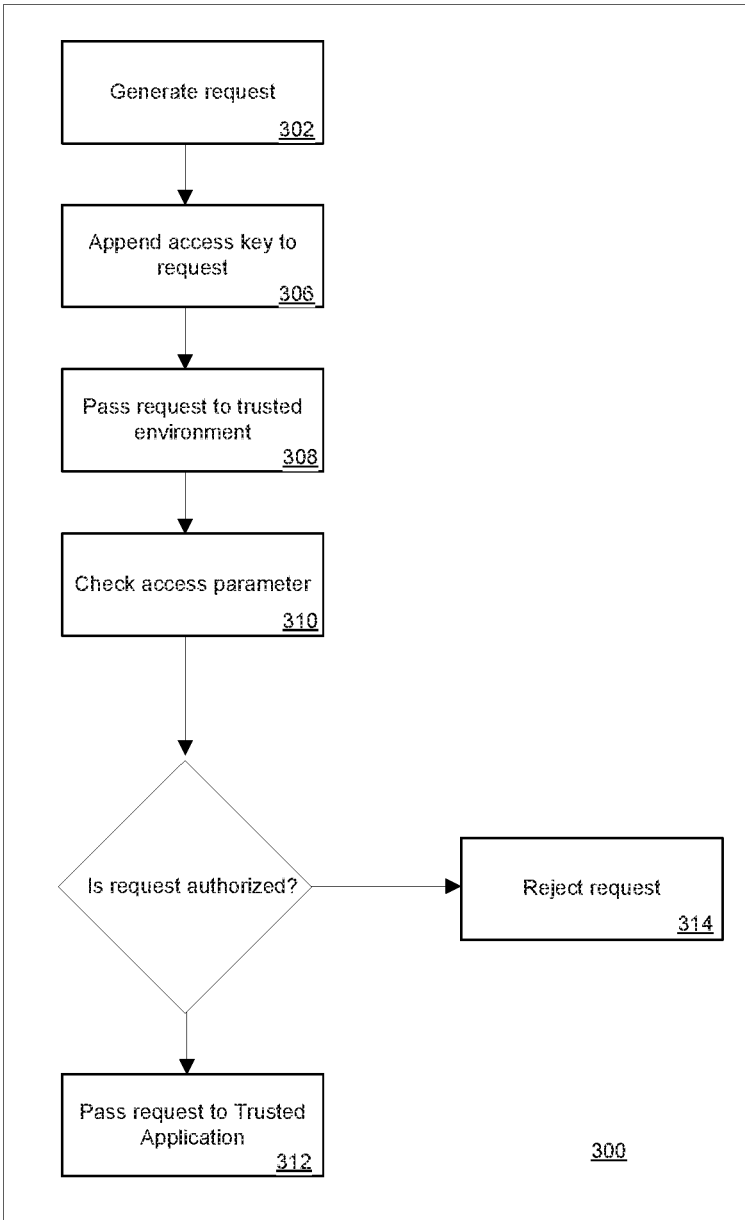 Generate request
302
Append access key to
request
306
Pass request to trusted
environment
308
Check access parameter
310
Is request authorized?
Reject request
314
Pass request to Trusted
Application
312
300